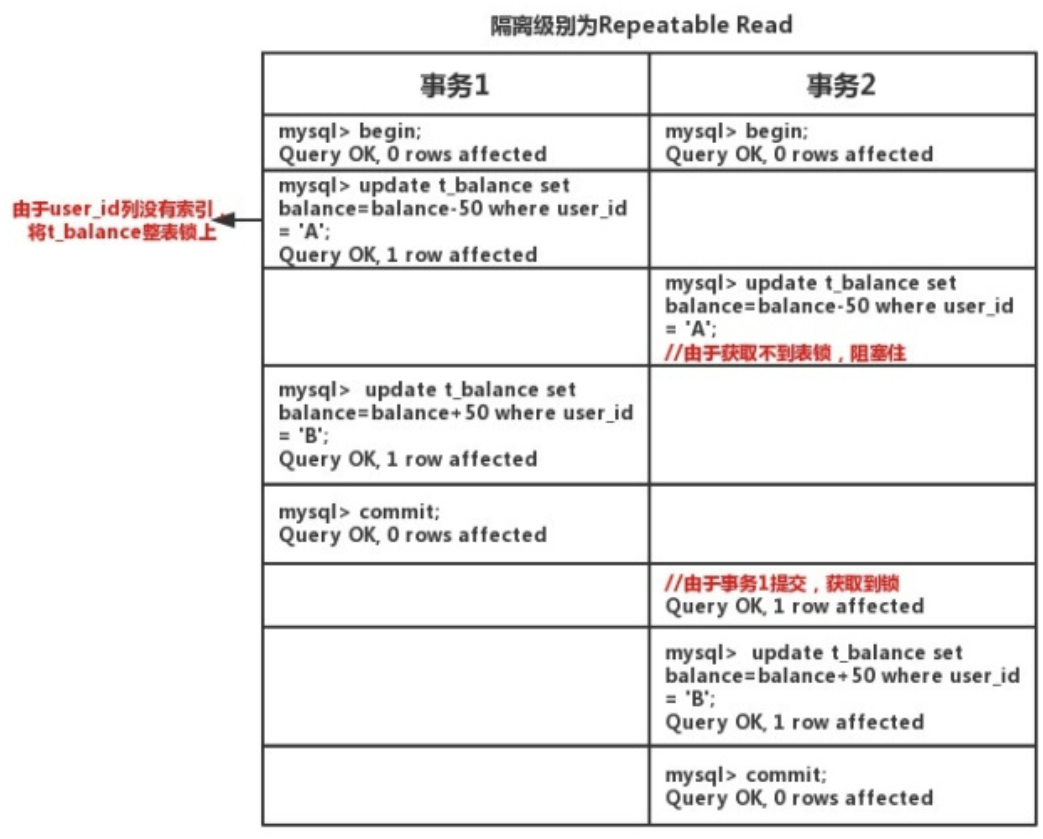 隔离级别为Repeatable Read
事务1
事务2
mysql> begin;
Query OK, 0 rows affected
mysql> begin;
Query OK, 0 rows affected
由于user_id列没有索引，
将t_balance整表锁上
mysql> update t_balance set
balance=balance-50 where user_id
= 'A';
Query OK, 1 row affected
mysql> update t_balance set
balance=balance-50 where user_id
= 'A';
//由于获取不到表锁，阻塞住
mysql>  update t_balance set
balance=balance+50 where user_id
= 'B';
Query OK, 1 row affected
mysql> commit;
Query OK, 0 rows affected
//由于事务1提交，获取到锁
Query OK, 1 row affected
mysql>  update t_balance set
balance=balance+50 where user_id
= 'B';
Query OK, 1 row affected
mysql> commit;
Query OK, 0 rows affected